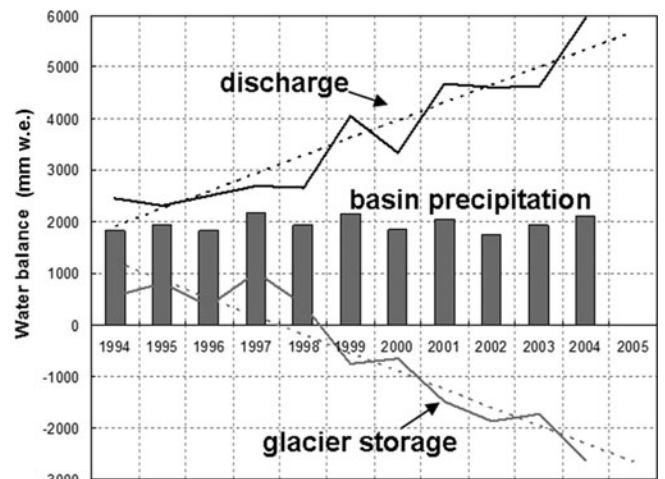 Water balance (mm w.e.)
6000
5000
4000
3000
2000
1000
0
-1000
-2000
-3000
discharge
basin precipitation
1994 1995 1996 1997 1998 1999 2000 2001 2002 2003 2004 2005
glacier storage